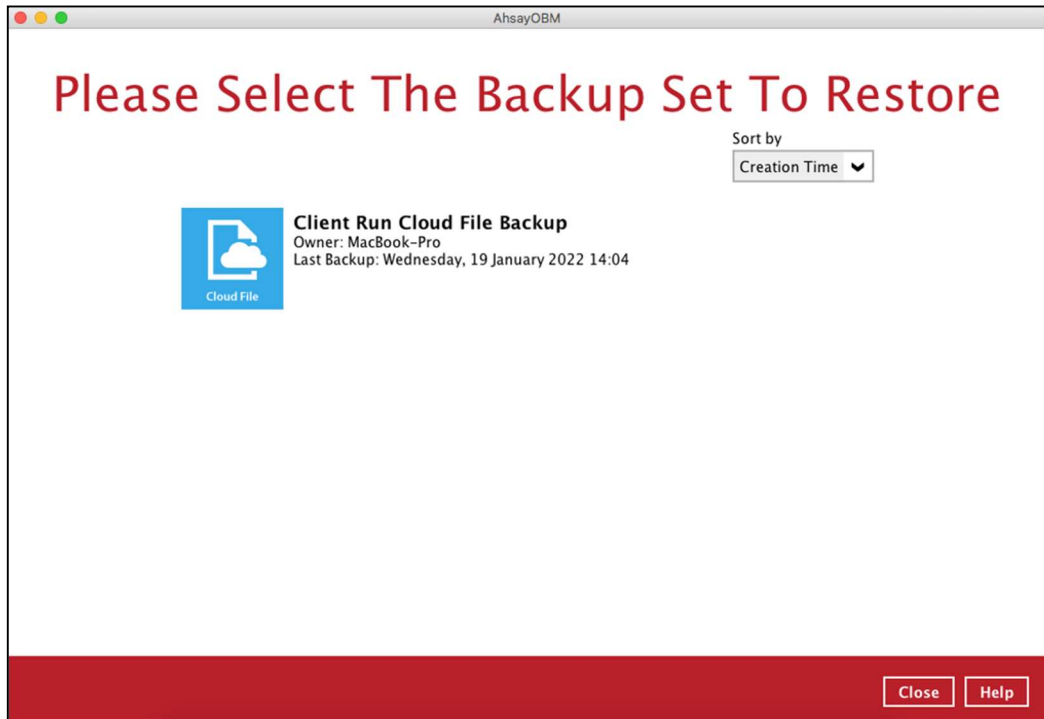 AhsayOBM
Please Select The Backup Set To Restore
Sort by
Creation Time
Client Run Cloud File Backup
Owner: MacBook-Pro
Last Backup: Wednesday, 19 January 2022 14:04
Cloud File
Close
Help